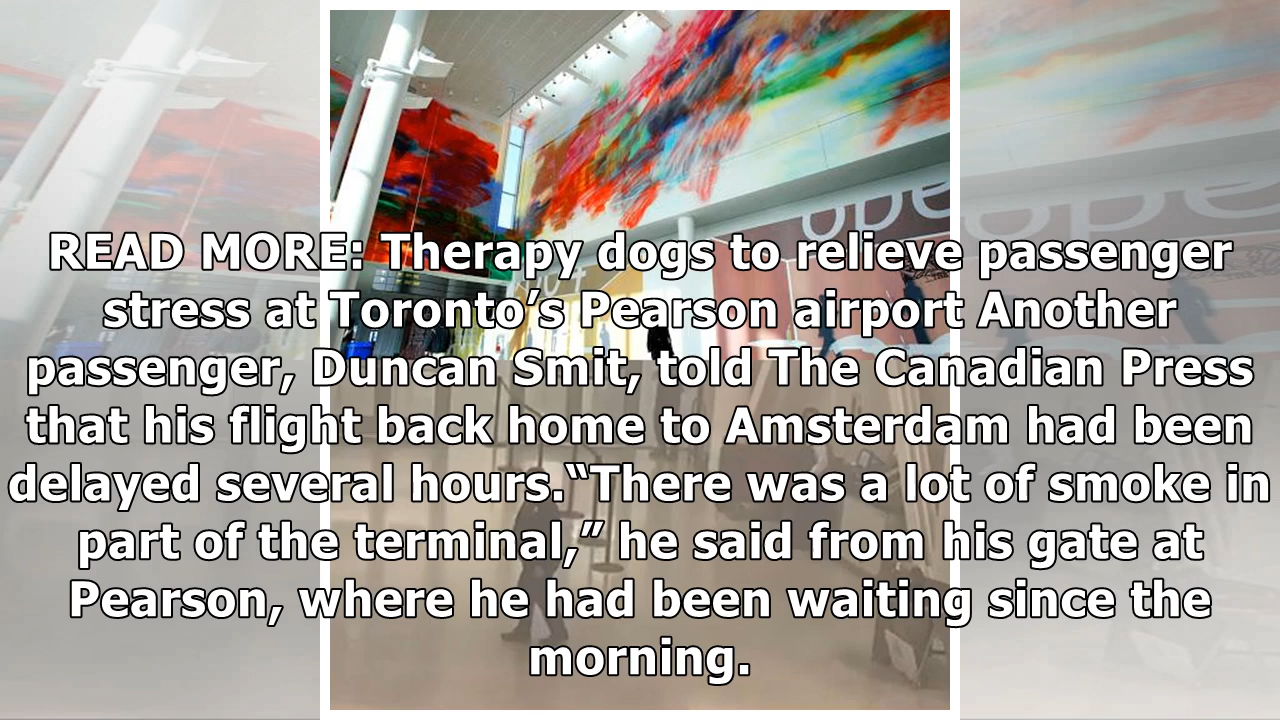 READ MORE: Therapy dogs to relieve passenger
stress at Toronto’s Pearson airport Another
passenger, Duncan Smit, told The Canadian Press
that his flight back home to Amsterdam had been
delayed several hours.“There was a lot of smoke in
part of the terminal,” he said from his gate at
Pearson, where he had been waiting since the
morning.